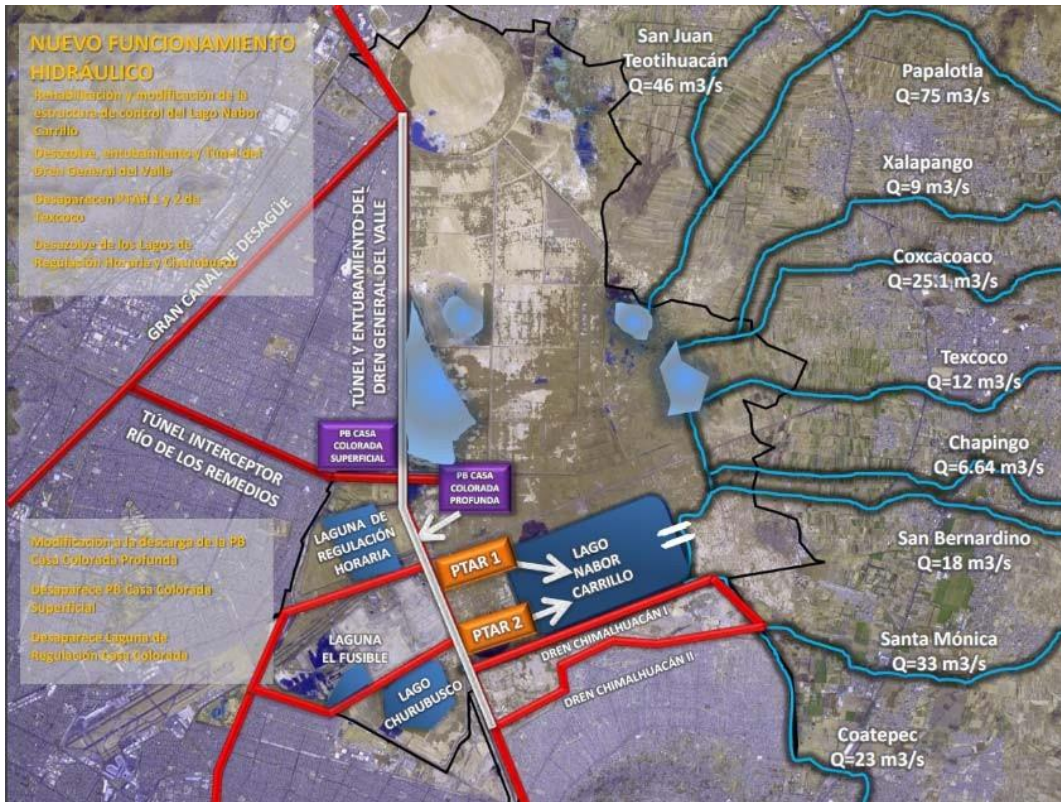 NUEVO FUNCIONAMIENTO
HIDRÁULICO
Rehabilitación y modificación de la
estructura de control del Lago Nabor
Carrillo
Desazolve, entubamiento y Túnel del
Dren General del Valle
Desaparecen PTAR 1 y 2 de
Texcoco
Desazolve de los Lagos de
Regulación Horaria y Churubusco
San Juan
Teotihuacán
Q=46 m3/s
Papalotla
Q=75 m3/s
Xalapango
Q=9 m3/s
Coxcacoaco
Q=25.1 m3/s
Texcoco
Q=12 m3/s
Chapingo
Q=6.64 m3/s
San Bernardino
Q=18 m3/s
Santa Mónica
Q=33 m3/s
Coatepec
Q=23 m3/s
GRAN CANAL DE DESAGÜE
TÚNEL Y ENTUBAMIENTO DEL
DREN GENERAL DEL VALLE
TÚNEL INTERCEPTOR
RÍO DE LOS REMEDIOS
PB CASA
COLORADA
SUPERFICIAL
PB CASA
COLORADA
PROFUNDA
LAGUNA DE
REGULACIÓN
HORARIA
PTAR 1
PTAR 2
LAGO
NABOR
CARRILLO
DREN CHIMALHUACÁN I
DREN CHIMALHUACÁN II
LAGUNA
EL FUSIBLE
LAGO
CHURUBUSCO
Modificación a la descarga de la PB
Casa Colorada Profunda
Desaparece PB Casa Colorada
Superficial
Desaparece Laguna de
Regulación Casa Colorada